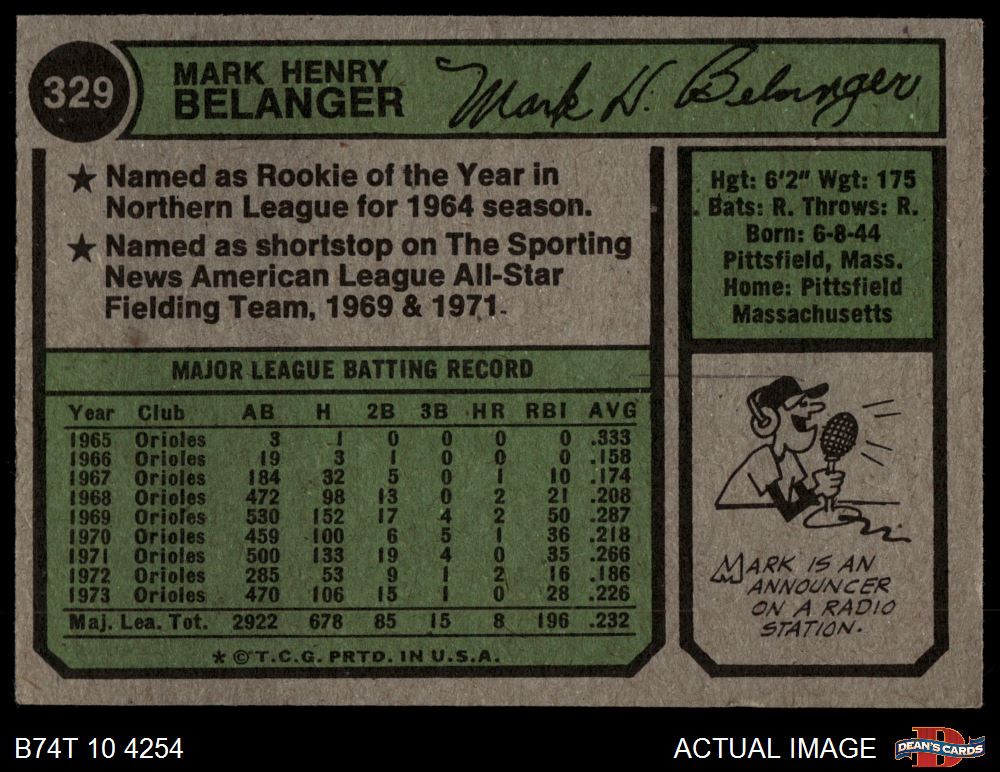 329
MARK HENRY
BELANGER
Mark H. Belanger
★ Named as Rookie of the Year in
Northern League for 1964 season.
★ Named as shortstop on The Sporting
News American League All-Star
Fielding Team, 1969 & 1971.
Hgt: 6'2" Wgt: 175
Bats: R. Throws: R.
Born: 6-8-44
Pittsfield, Mass.
Home: Pittsfield
Massachusetts
MAJOR LEAGUE BATTING RECORD
Year Club AB H 2B 3B HR RBI AVG
1965 Orioles 3 1 0 0 0 0 .333
1966 Orioles 19 3 1 0 0 0 .158
1967 Orioles 184 32 5 0 1 10 .174
1968 Orioles 472 98 13 0 2 21 .208
1969 Orioles 530 152 17 4 2 50 .287
1970 Orioles 459 100 6 5 1 36 .218
1971 Orioles 500 133 19 4 0 35 .266
1972 Orioles 285 53 9 1 2 16 .186
1973 Orioles 470 106 15 1 0 28 .226
Maj. Lea. Tot. 2922 678 85 15 8 196 .232
* © T.C.G. PRTD. IN U.S.A.
MARK IS AN
ANNOUNCER
ON A RADIO
STATION.
B74T 10 4254
ACTUAL IMAGE
DEAN'S CARDS